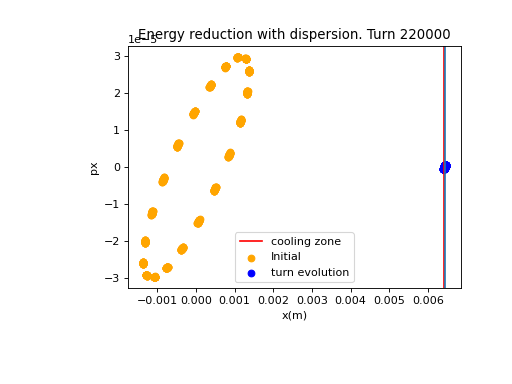 Energy reduction with dispersion. Turn 220000
1e−5
3
2
1
0
−1
−2
−3
px
cooling zone
Initial
turn evolution
−0.001 0.000 0.001 0.002 0.003 0.004 0.005 0.006
x(m)